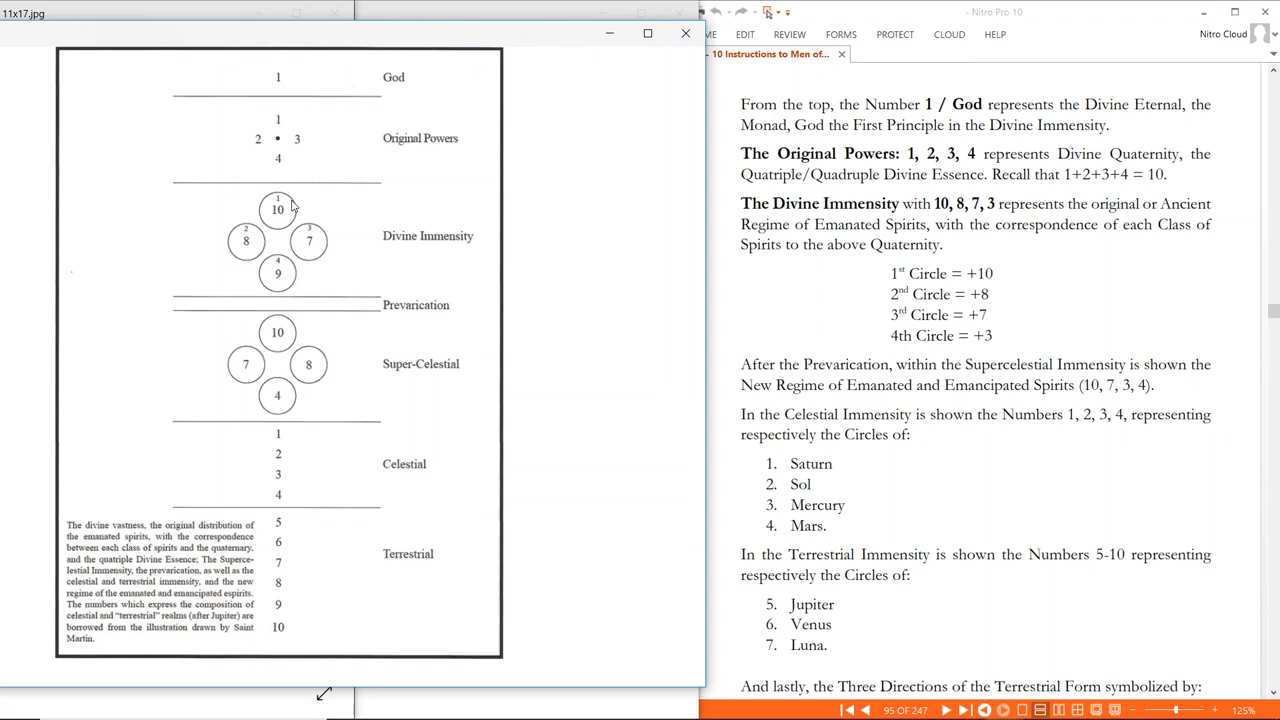 11x17.jpg
- Nitro Pro 10
ME EDIT REVIEW FORMS PROTECT CLOUD HELP
Nitro Cloud
- 10 Instructions to Men of...
1 God
1
2 • 3 Original Powers
4
1
10
2 3
8 7 Divine Immensity
4
9
Prevarication
10
7 8 Super-Celestial
4
1
2
3 Celestial
4
5
6 Terrestrial
7
8
9
10
The divine vastness, the original distribution of
the emanated spirits, with the correspondence
between each class of spirits and the quaternary,
and the quatriple Divine Essence; The Superce-
lestial Immensity, the prevarication, as well as the
celestial and terrestrial immensity, and the new
regime of the emanated and emancipated espirits.
The numbers which express the composition of
celestial and "terrestrial" realms (after Jupiter) are
borrowed from the illustration drawn by Saint
Martin.
From the top, the Number 1 / God represents the Divine Eternal, the
Monad, God the First Principle in the Divine Immensity.
The Original Powers: 1, 2, 3, 4 represents Divine Quaternity, the
Quatriple/Quadruple Divine Essence. Recall that 1+2+3+4 = 10.
The Divine Immensity with 10, 8, 7, 3 represents the original or Ancient
Regime of Emanated Spirits, with the correspondence of each Class of
Spirits to the above Quaternity.
1st Circle = +10
2nd Circle = +8
3rd Circle = +7
4th Circle = +3
After the Prevarication, within the Supercelestial Immensity is shown the
New Regime of Emanated and Emancipated Spirits (10, 7, 3, 4).
In the Celestial Immensity is shown the Numbers 1, 2, 3, 4, representing
respectively the Circles of:
1. Saturn
2. Sol
3. Mercury
4. Mars.
In the Terrestrial Immensity is shown the Numbers 5-10 representing
respectively the Circles of:
5. Jupiter
6. Venus
7. Luna.
And lastly, the Three Directions of the Terrestrial Form symbolized by:
95 OF 247
125%